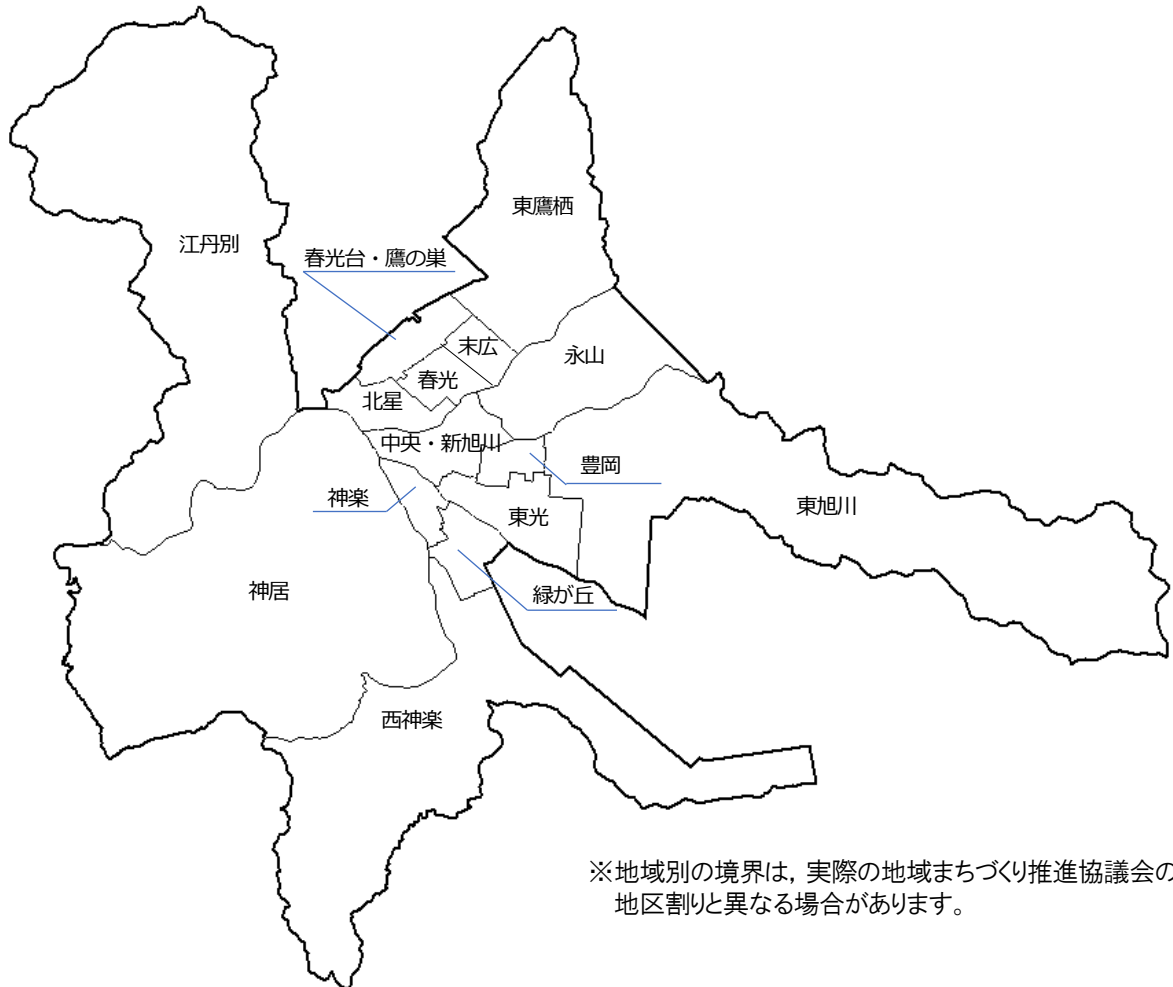 東鷹栖
江丹別
春光台・鷹の巣
末広
永山
春光
北星
中央・新旭川
豊岡
神楽
東光
東旭川
神居
緑が丘
西神楽
※地域別の境界は，実際の地域まちづくり推進協議会の
地区割りと異なる場合があります。